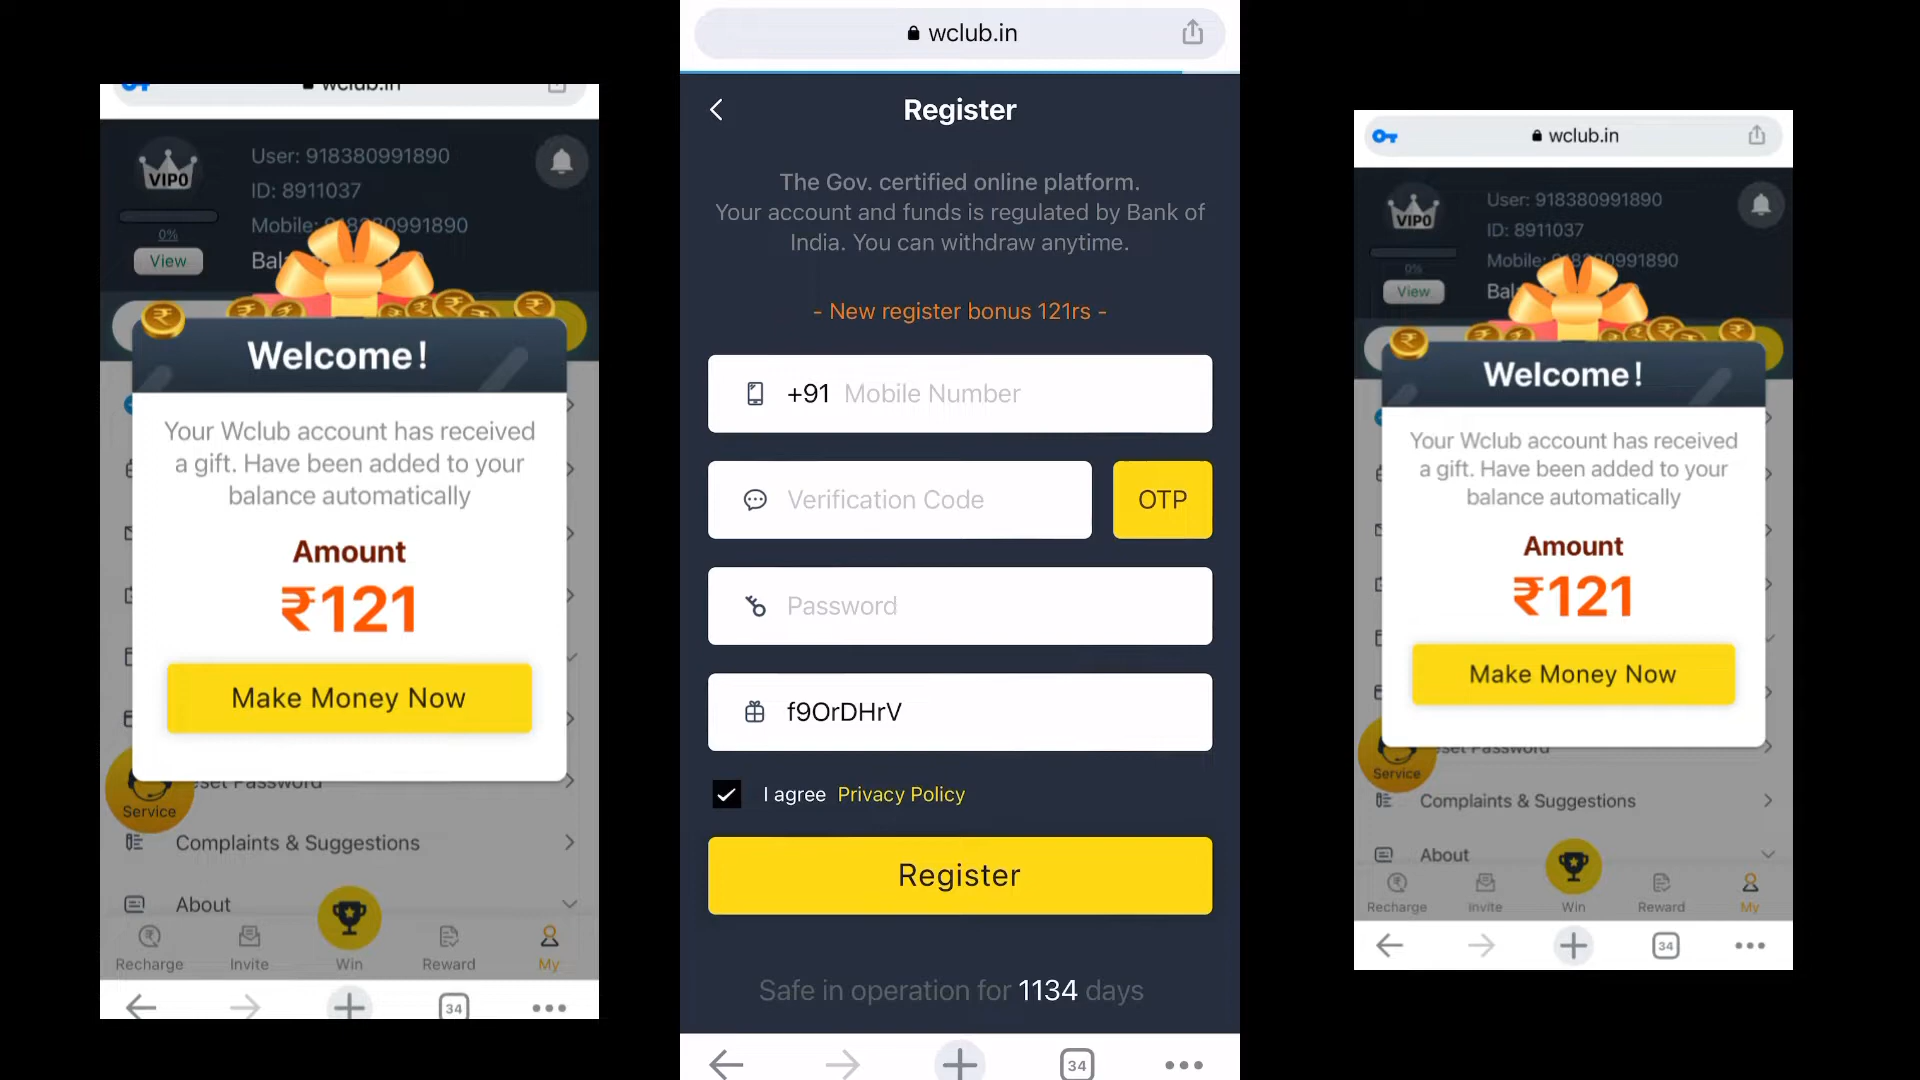 wclub.in
User: 918380991890
ID: 8911037
VIP0
0%
View
Welcome!
Your Wclub account has received
a gift. Have been added to your
balance automatically
Amount
₹121
Make Money Now
Service
Complaints & Suggestions
About
Recharge
Invite
Win
Reward
My
34
wclub.in
Register
The Gov. certified online platform.
Your account and funds is regulated by Bank of
India. You can withdraw anytime.
- New register bonus 121rs -
+91 Mobile Number
Verification Code
OTP
Password
f9OrDHrV
I agree Privacy Policy
Register
Safe in operation for 1134 days
34
wclub.in
User: 918380991890
ID: 8911037
VIP0
0%
View
Welcome!
Your Wclub account has received
a gift. Have been added to your
balance automatically
Amount
₹121
Make Money Now
Service
Complaints & Suggestions
About
Recharge
Invite
Win
Reward
My
34